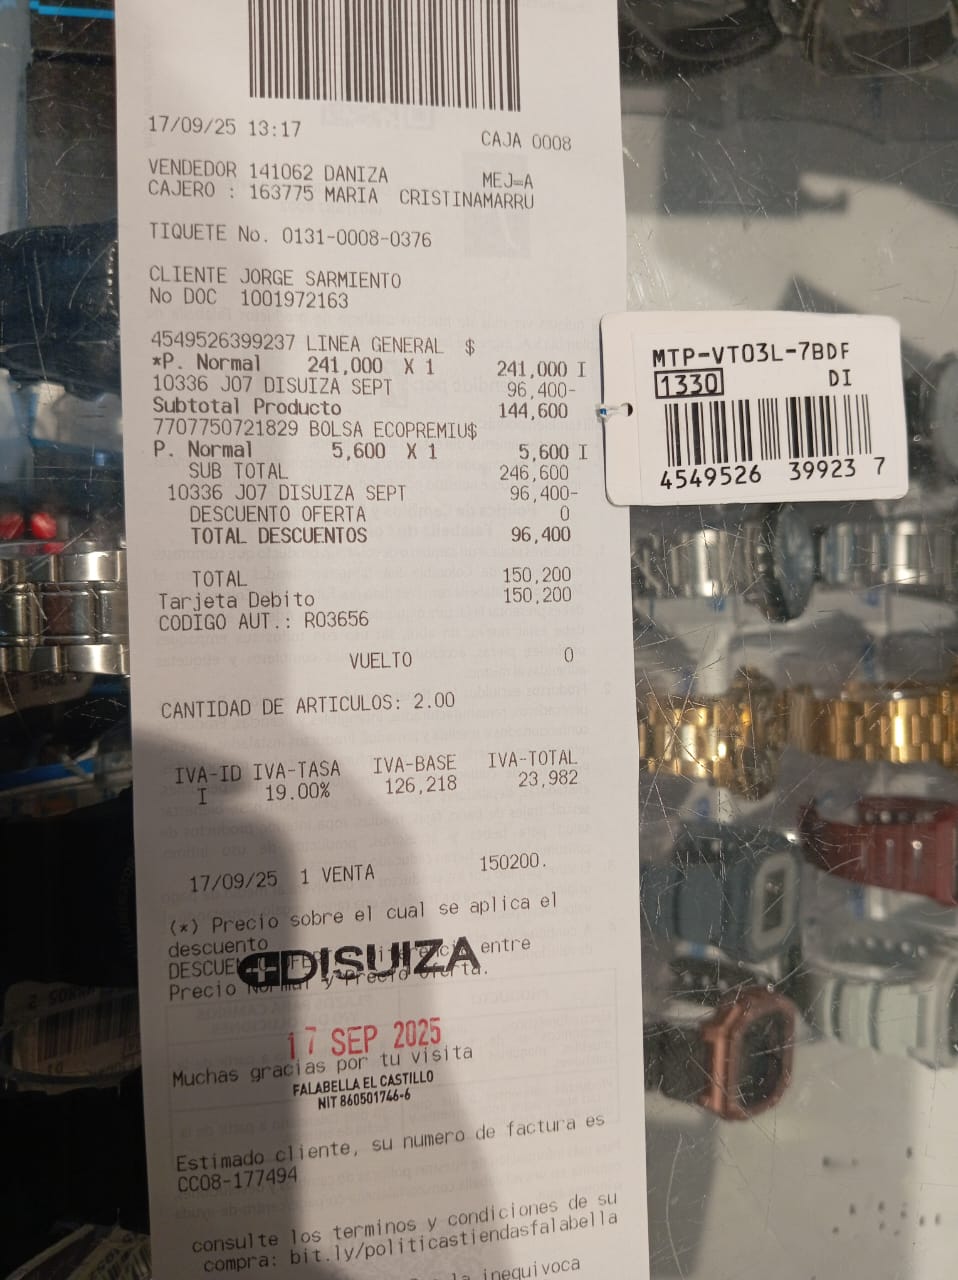 17/09/25 13:17 CAJA 0008
VENDEDOR 141062 DANIZA MEJ=A
CAJERO : 163775 MARIA CRISTINAMARRU
TIQUETE No. 0131-0008-0376
CLIENTE JORGE SARMIENTO
No DOC 1001972163
4549526399237 LINEA GENERAL $
*P. Normal 241,000 X 1 241,000 I
10336 J07 DISUIZA SEPT 96,400-
Subtotal Producto 144,600
7707750721829 BOLSA ECOPREMIU$
P. Normal 5,600 X 1 5,600 I
SUB TOTAL 246,600
10336 J07 DISUIZA SEPT 96,400-
DESCUENTO OFERTA 0
TOTAL DESCUENTOS 96,400
TOTAL 150,200
Tarjeta Debito 150,200
CODIGO AUT.: R03656
VUELTO 0
CANTIDAD DE ARTICULOS: 2.00
IVA-ID IVA-TASA IVA-BASE IVA-TOTAL
I 19.00% 126,218 23,982
17/09/25 1 VENTA 150200.
(*) Precio sobre el cual se aplica el
descuento
entre
Precio Normal y Precio Oferta.
DISUIZA
17 SEP 2025
Muchas gracias por tu visita
FALABELLA EL CASTILLO
NIT 860501746-6
Estimado cliente, su numero de factura es
CC08-177494
consulte los terminos y condiciones de su
compra: bit.ly/politicastiendasfalabella
inequivoca
MTP-VT03L-7BDF
1330 DI
4549526 39923 7